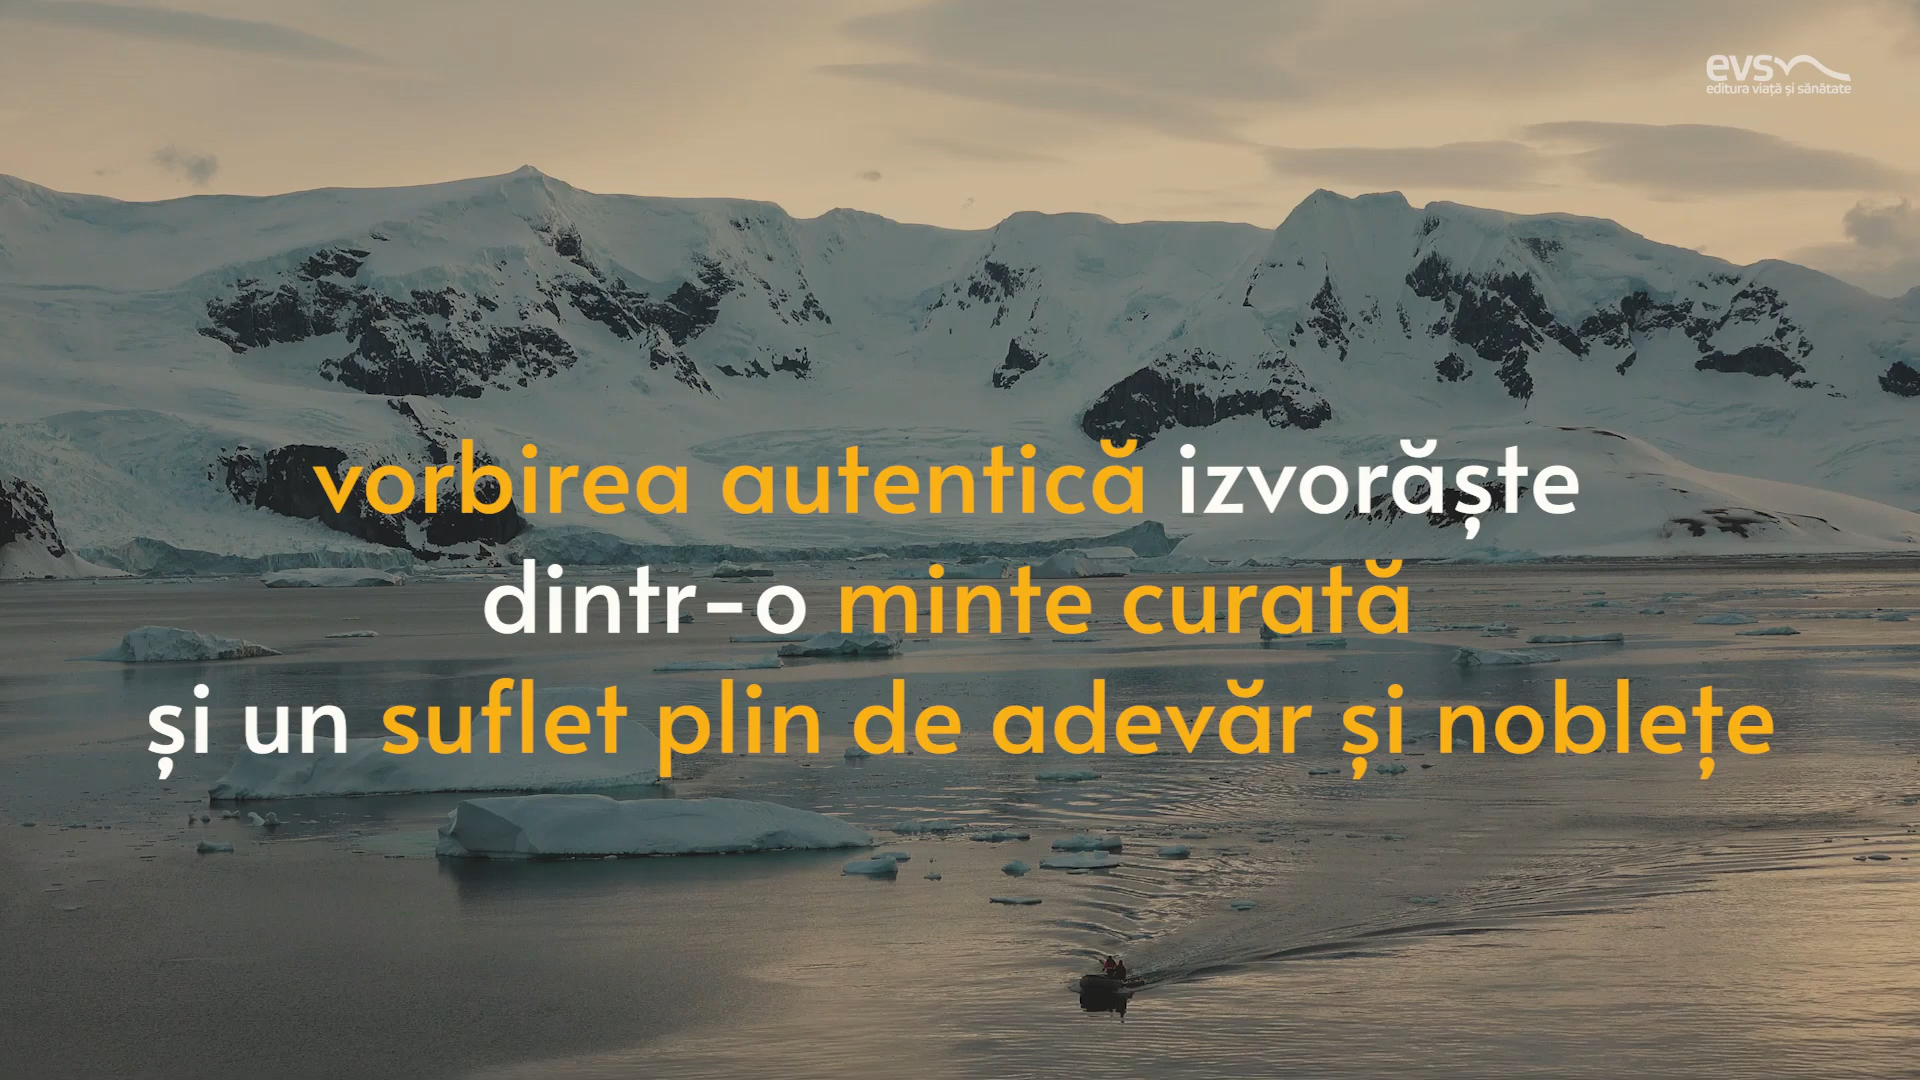 evs
editura viață și sănătate
vorbirea autentică izvorăște
dintr-o minte curată
și un suflet plin de adevăr și noblețe